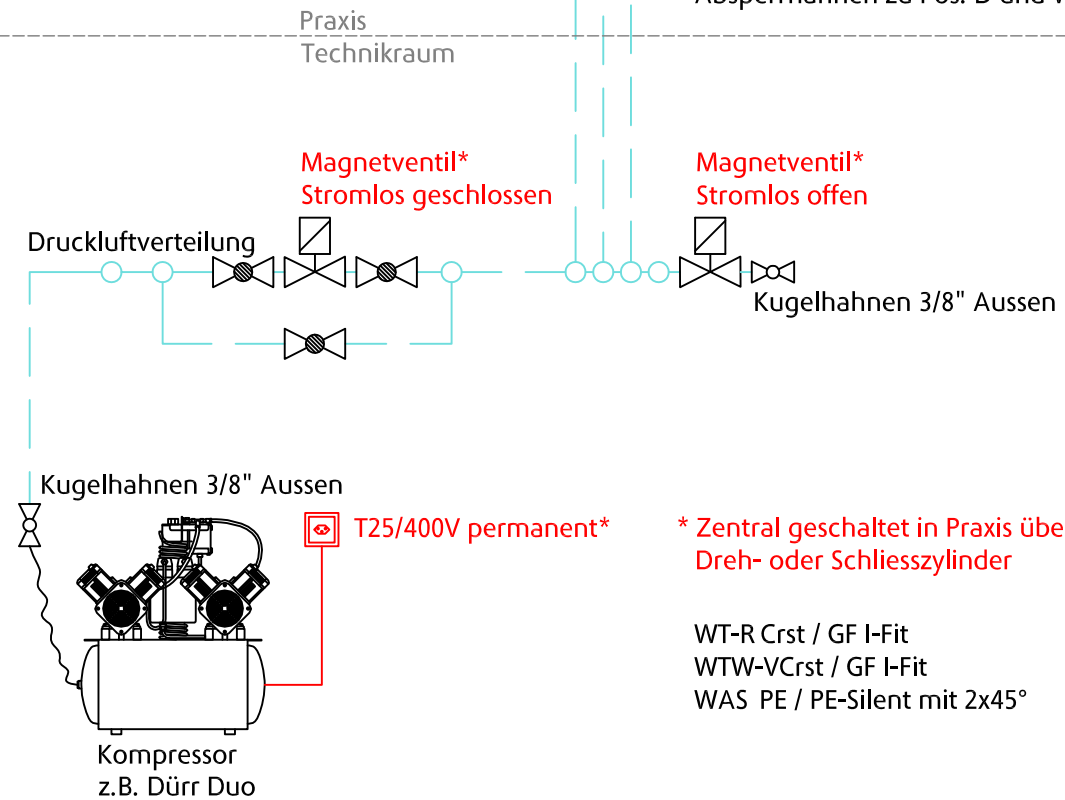 Praxis
Technikraum
Magnetventil*
Stromlos geschlossen
Magnetventil*
Stromlos offen
Druckluftverteilung
Kugelhahnen 3/8" Aussen
Kugelhahnen 3/8" Aussen
T25/400V permanent*
* Zentral geschaltet in Praxis übe
Dreh- oder Schliesszylinder
WT-R Crst / GF I-Fit
WTW-VCrst / GF I-Fit
WAS PE / PE-Silent mit 2x45°
Kompressor
z.B. Dürr Duo